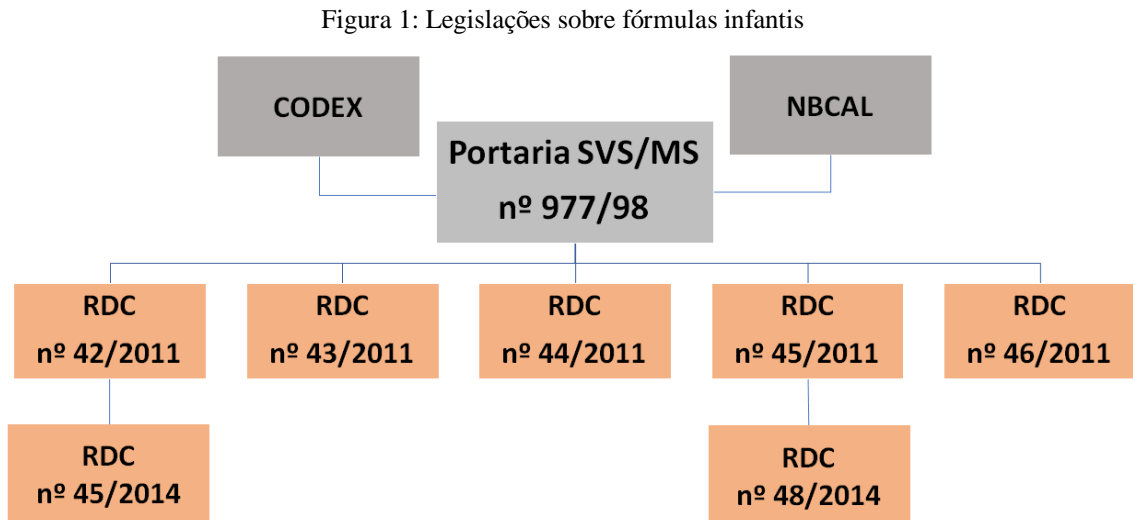 Figura 1: Legislações sobre fórmulas infantis
CODEX
NBCAL
Portaria SVS/MS
nº 977/98
RDC
nº 42/2011
RDC
nº 43/2011
RDC
nº 44/2011
RDC
nº 45/2011
RDC
nº 46/2011
RDC
nº 45/2014
RDC
nº 48/2014